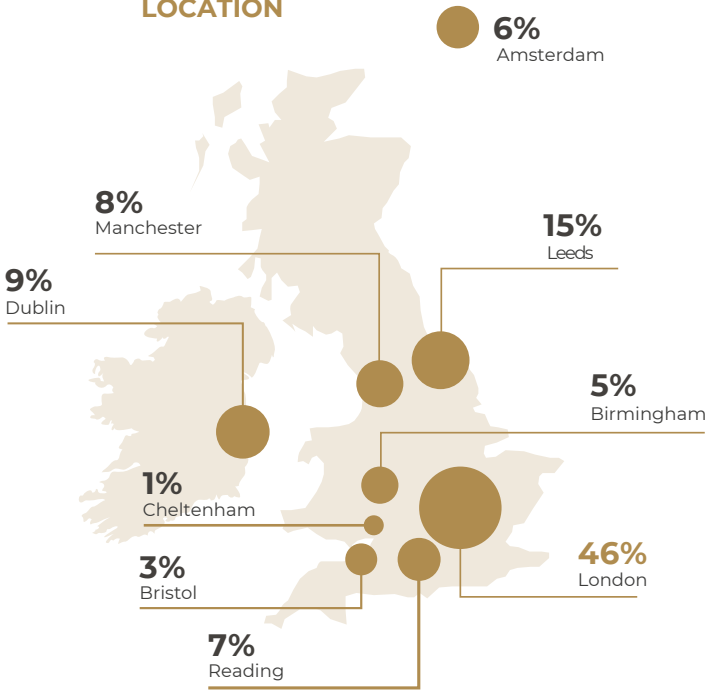 LOCATION
6%
Amsterdam
8%
Manchester
15%
Leeds
9%
Dublin
5%
Birmingham
1%
Cheltenham
46%
London
3%
Bristol
7%
Reading